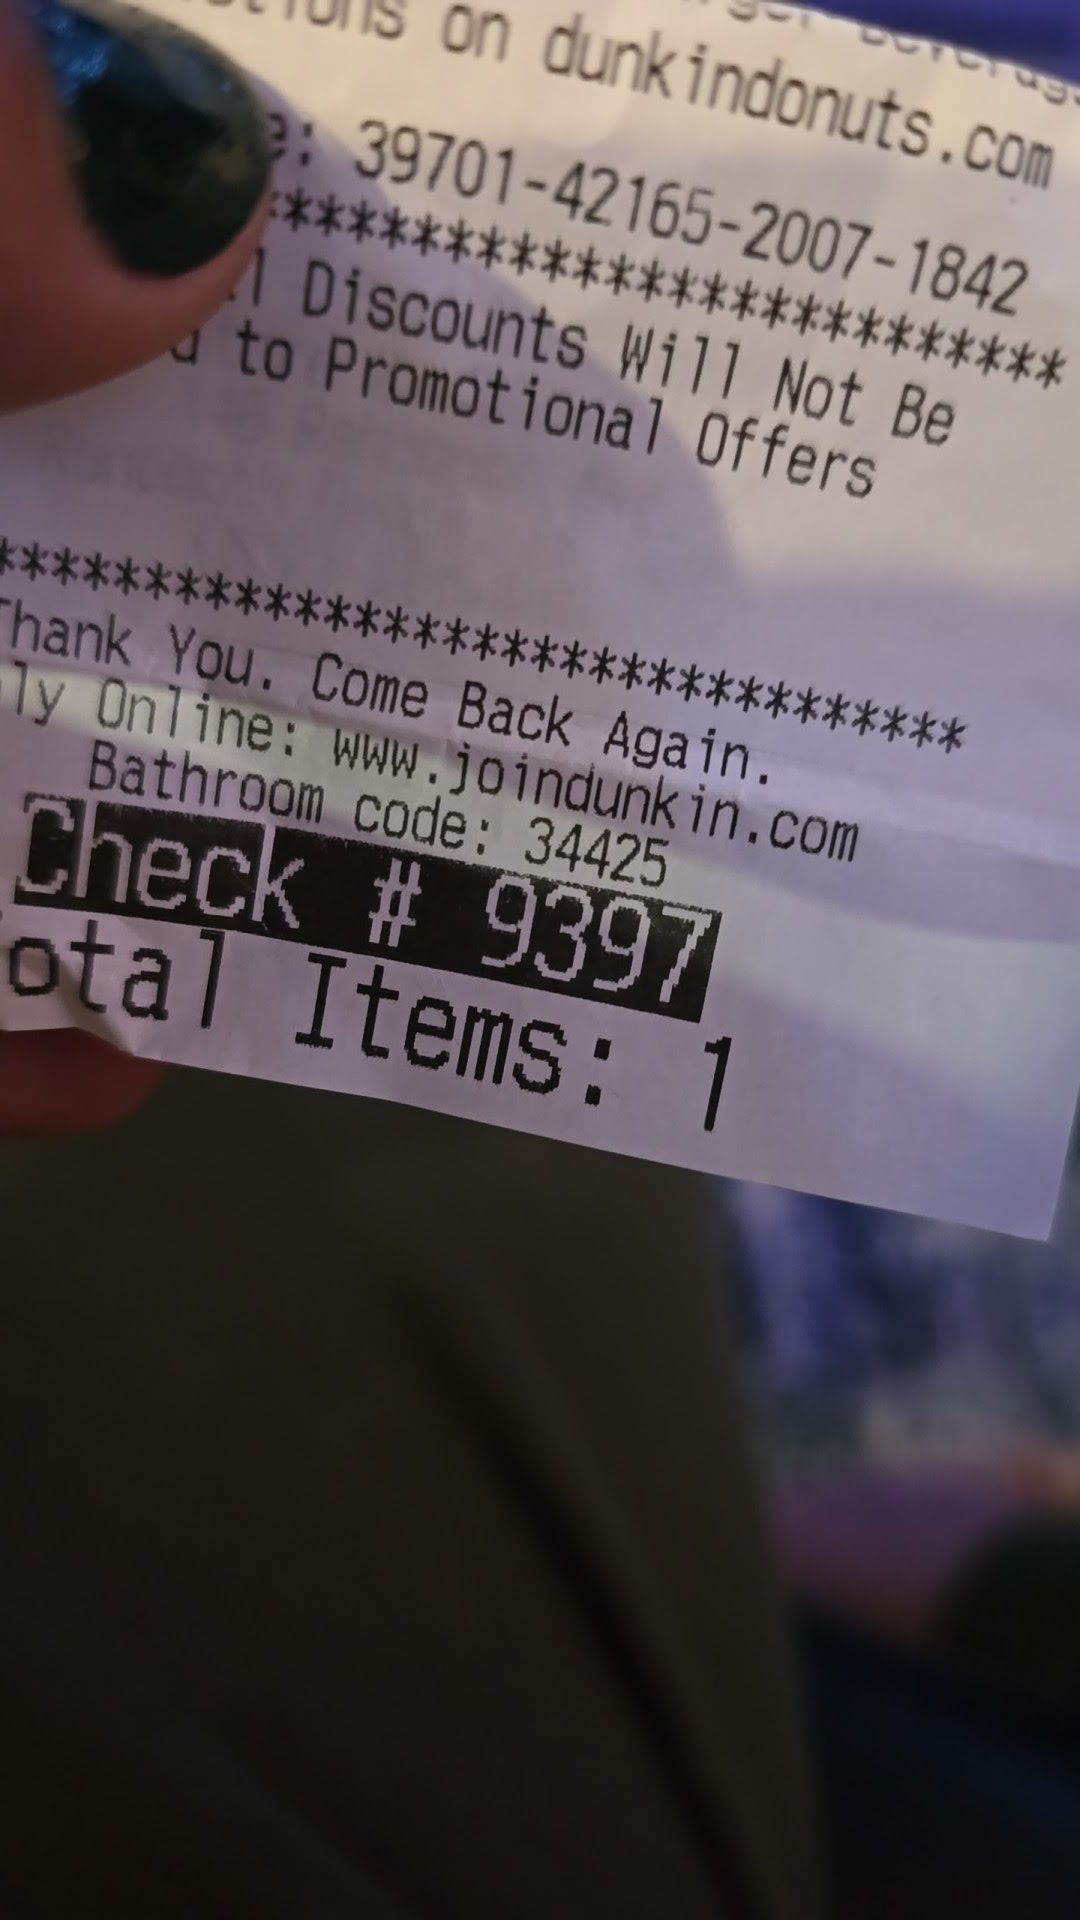 on dunkindonuts.com
39701-42165-2007-1842
****************************
Discounts Will Not Be
to Promotional Offers
*********************************
Thank You. Come Back Again.
Online: www.joindunkin.com
Bathroom code: 34425
Check # 9397
Total Items: 1